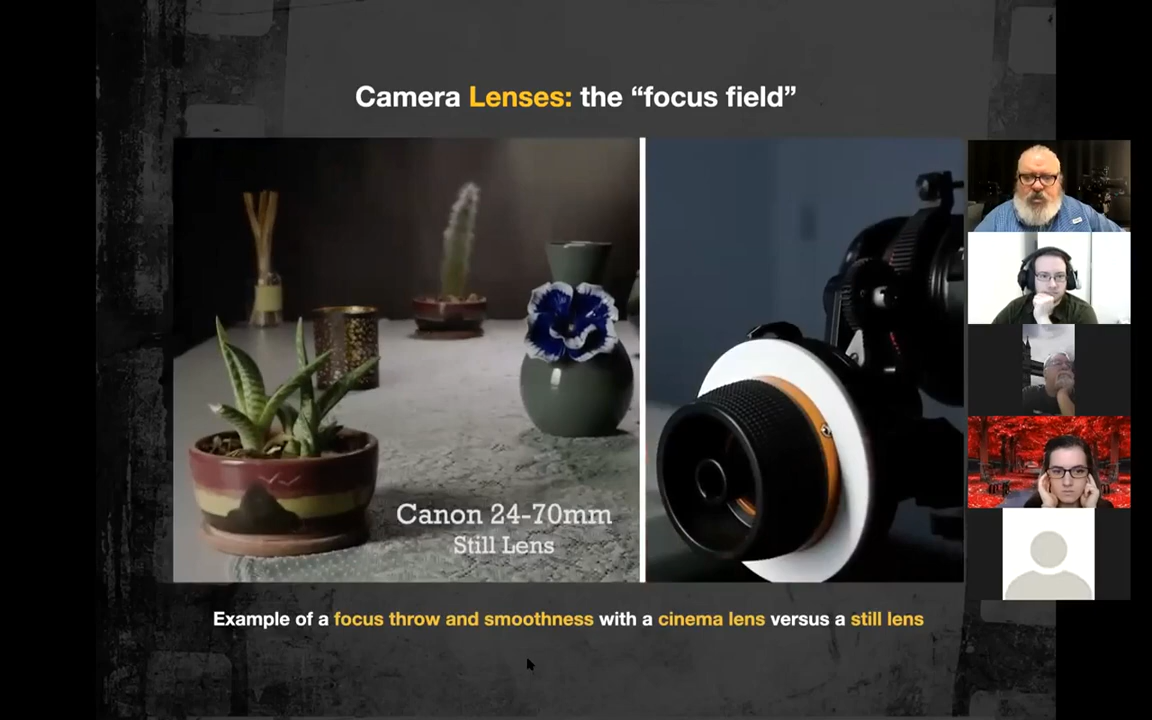 Camera Lenses: the “focus field”
Canon 24-70mm
Still Lens
Example of a focus throw and smoothness with a cinema lens versus a still lens